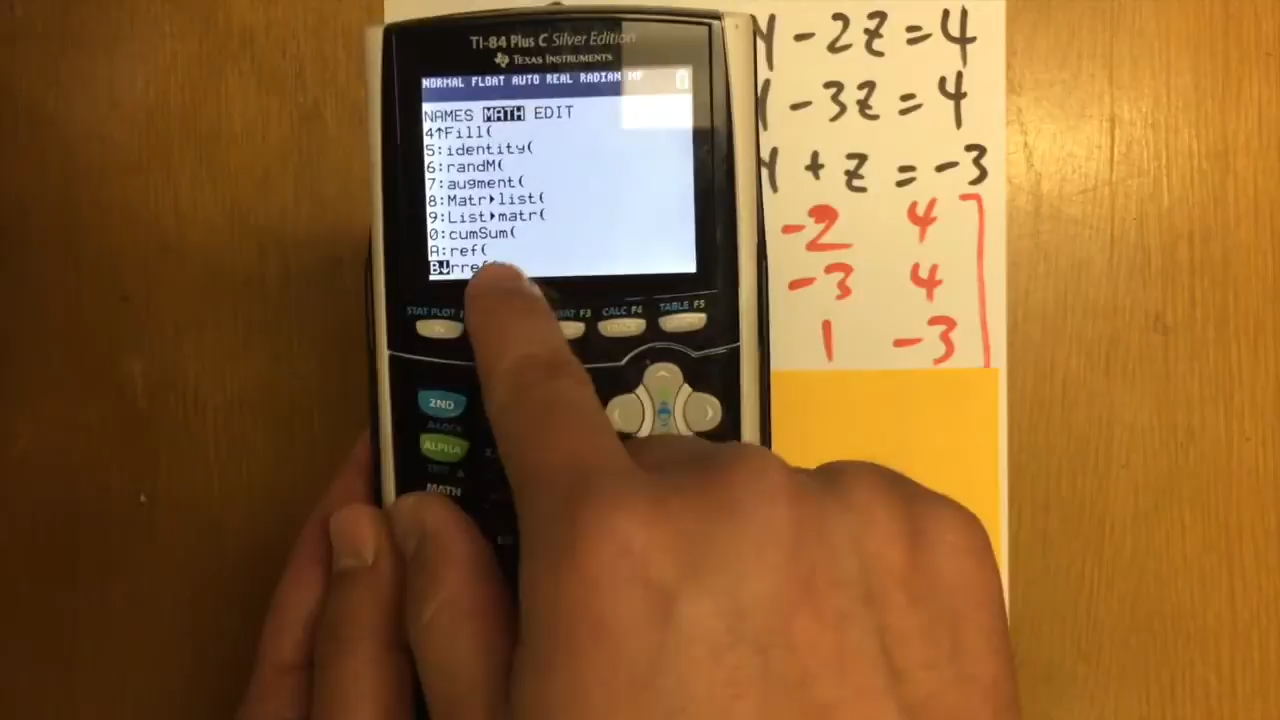 TI-84 Plus C Silver Edition
TEXAS INSTRUMENTS
NORMAL FLOAT AUTO REAL RADIAN MP
NAMES MATH EDIT
4↑Fill(
5:identity(
6:randM(
7:augment(
8:Matr▸list(
9:List▸matr(
0:cumSum(
A:ref(
B↓rref(
STAT PLOT
CALC F4
TABLE F5
2ND
A-LOCK
ALPHA
MATH
Y - 2Z = 4
Y - 3Z = 4
Y + Z = -3
-2 4
-3 4
1 -3